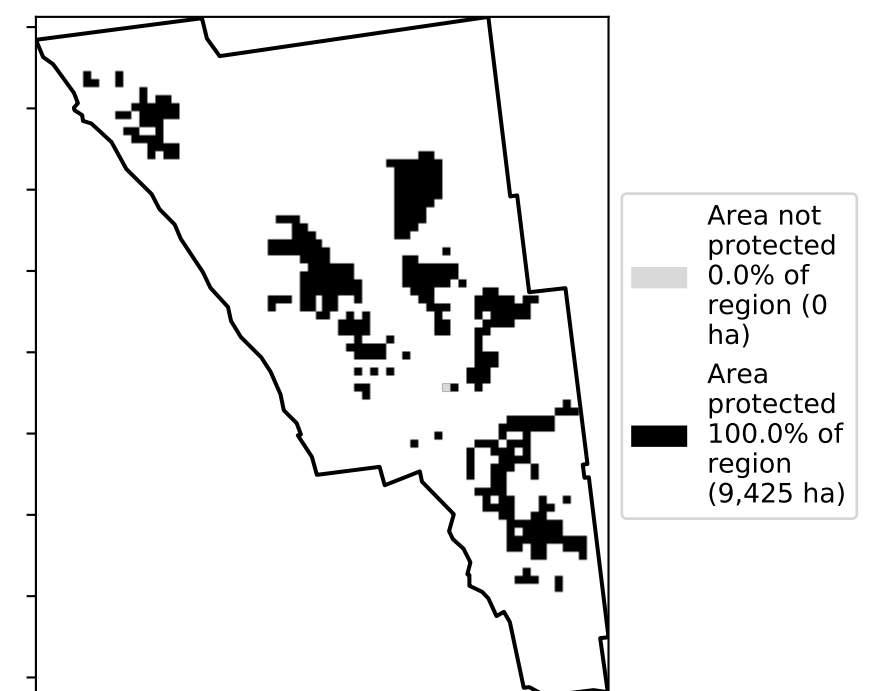 Area not
protected
0.0% of
region (0
ha)
Area
protected
100.0% of
region
(9,425 ha)